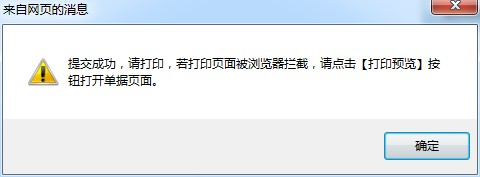 来自网页的消息
提交成功，请打印，若打印页面被浏览器拦截，请点击【打印预览】按
钮打开单据页面。
确定